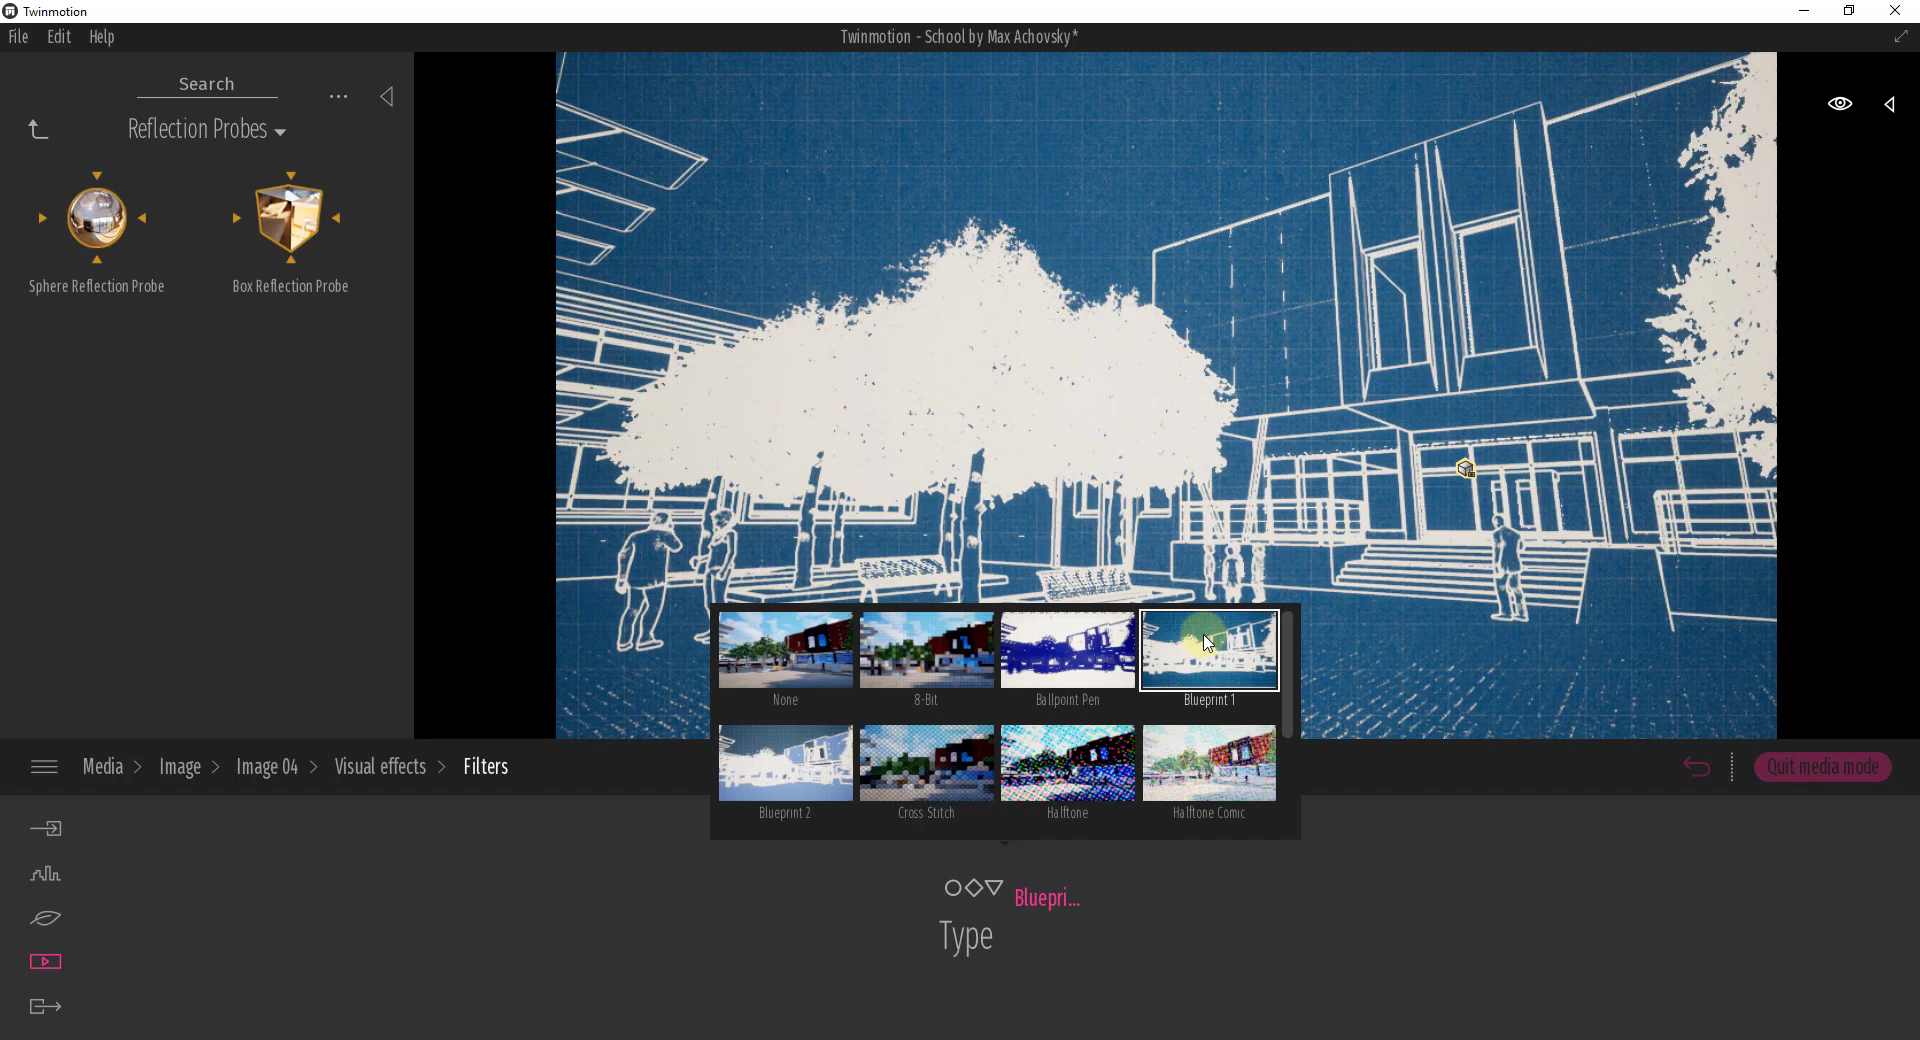 Twinmotion
File Edit Help
Twinmotion - School by Max Achovsky*
Search
...
Reflection Probes
Sphere Reflection Probe
Box Reflection Probe
None
8-Bit
Ballpoint Pen
Blueprint 1
Blueprint 2
Cross Stitch
Halftone
Halftone Comic
Media > Image > Image 04 > Visual effects > Filters
Quit media mode
Bluepri...
Type